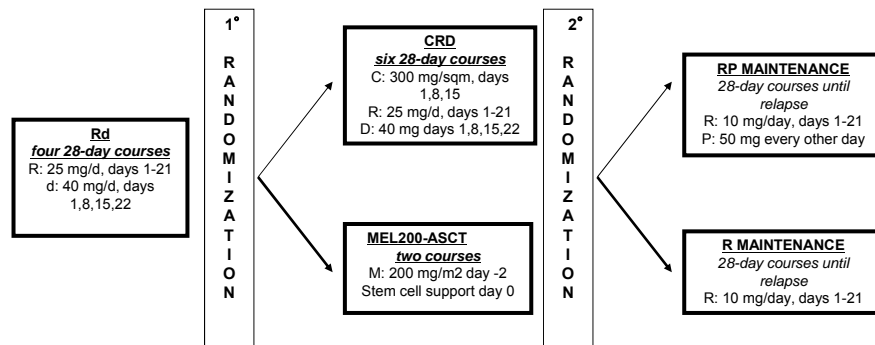 Rd
four 28-day courses
R: 25 mg/d, days 1-21
d: 40 mg/d, days
1,8,15,22
1°
RANDOMIZATION
CRD
six 28-day courses
C: 300 mg/sqm, days
1,8,15
R: 25 mg/d, days 1-21
D: 40 mg days 1,8,15,22
MEL200-ASCT
two courses
M: 200 mg/m2 day -2
Stem cell support day 0
2°
RANDOMIZATION
RP MAINTENANCE
28-day courses until
relapse
R: 10 mg/day, days 1-21
P: 50 mg every other day
R MAINTENANCE
28-day courses until
relapse
R: 10 mg/day, days 1-21